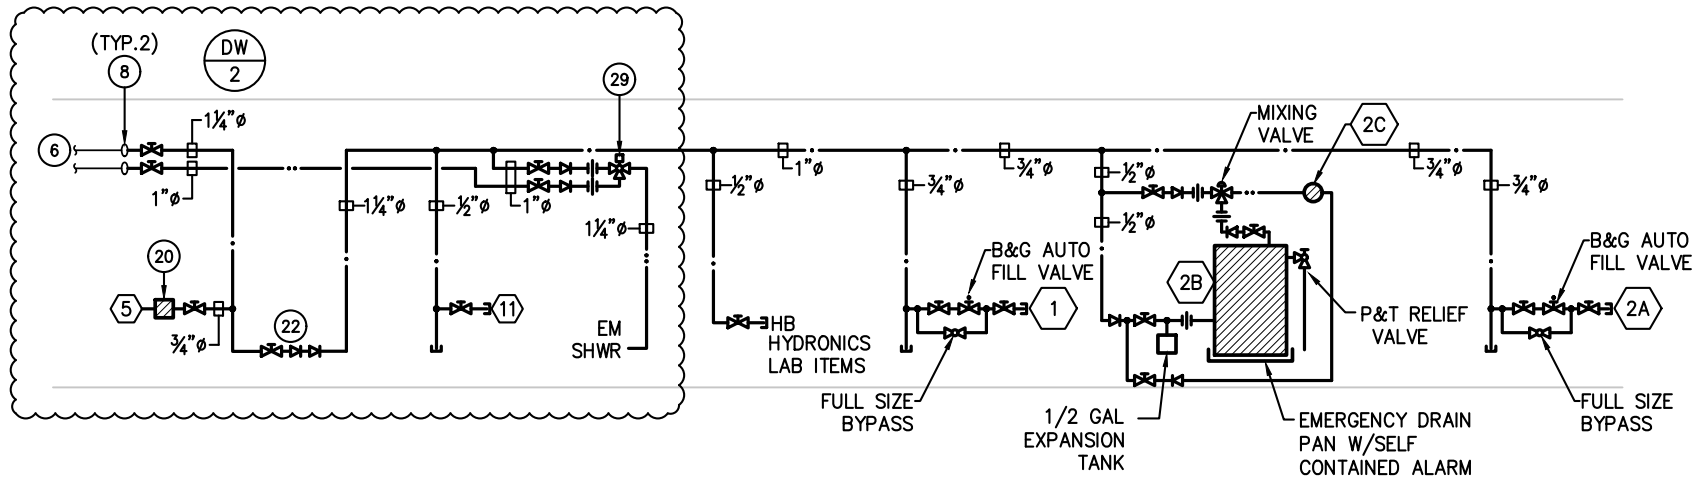 (TYP.2)
8
DW
2
29
6
1¼"ø
1"ø
20
5
¾"ø
22
1¼"ø
½"ø
11
1"ø
1¼"ø
EM
SHWR
½"ø
HB
HYDRONICS
LAB ITEMS
1"ø
¾"ø
B&G AUTO
FILL VALVE
1
FULL SIZE
BYPASS
¾"ø
½"ø
½"ø
MIXING
VALVE
2C
2B
P&T RELIEF
VALVE
1/2 GAL
EXPANSION
TANK
EMERGENCY DRAIN
PAN W/SELF
CONTAINED ALARM
¾"ø
¾"ø
B&G AUTO
FILL VALVE
2A
FULL SIZE
BYPASS